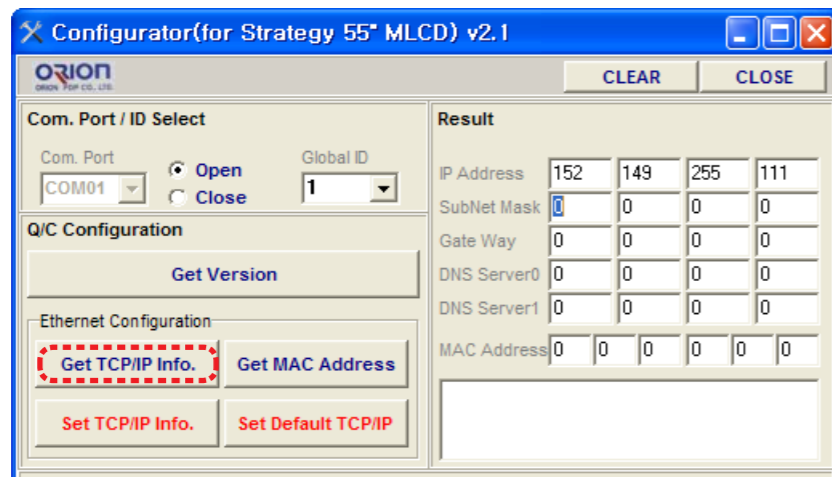 Configurator(for Strategy 55" MLCD) v2.1
ORION
ORION PDP CO., LTD.
CLEAR CLOSE
Com. Port / ID Select
Com. Port Global ID
COM01 Open 1
Close
Q/C Configuration
Get Version
Ethernet Configuration
Get TCP/IP Info. Get MAC Address
Set TCP/IP Info. Set Default TCP/IP
Result
IP Address 152 149 255 111
SubNet Mask 0 0 0 0
Gate Way 0 0 0 0
DNS Server0 0 0 0 0
DNS Server1 0 0 0 0
MAC Address 0 0 0 0 0 0